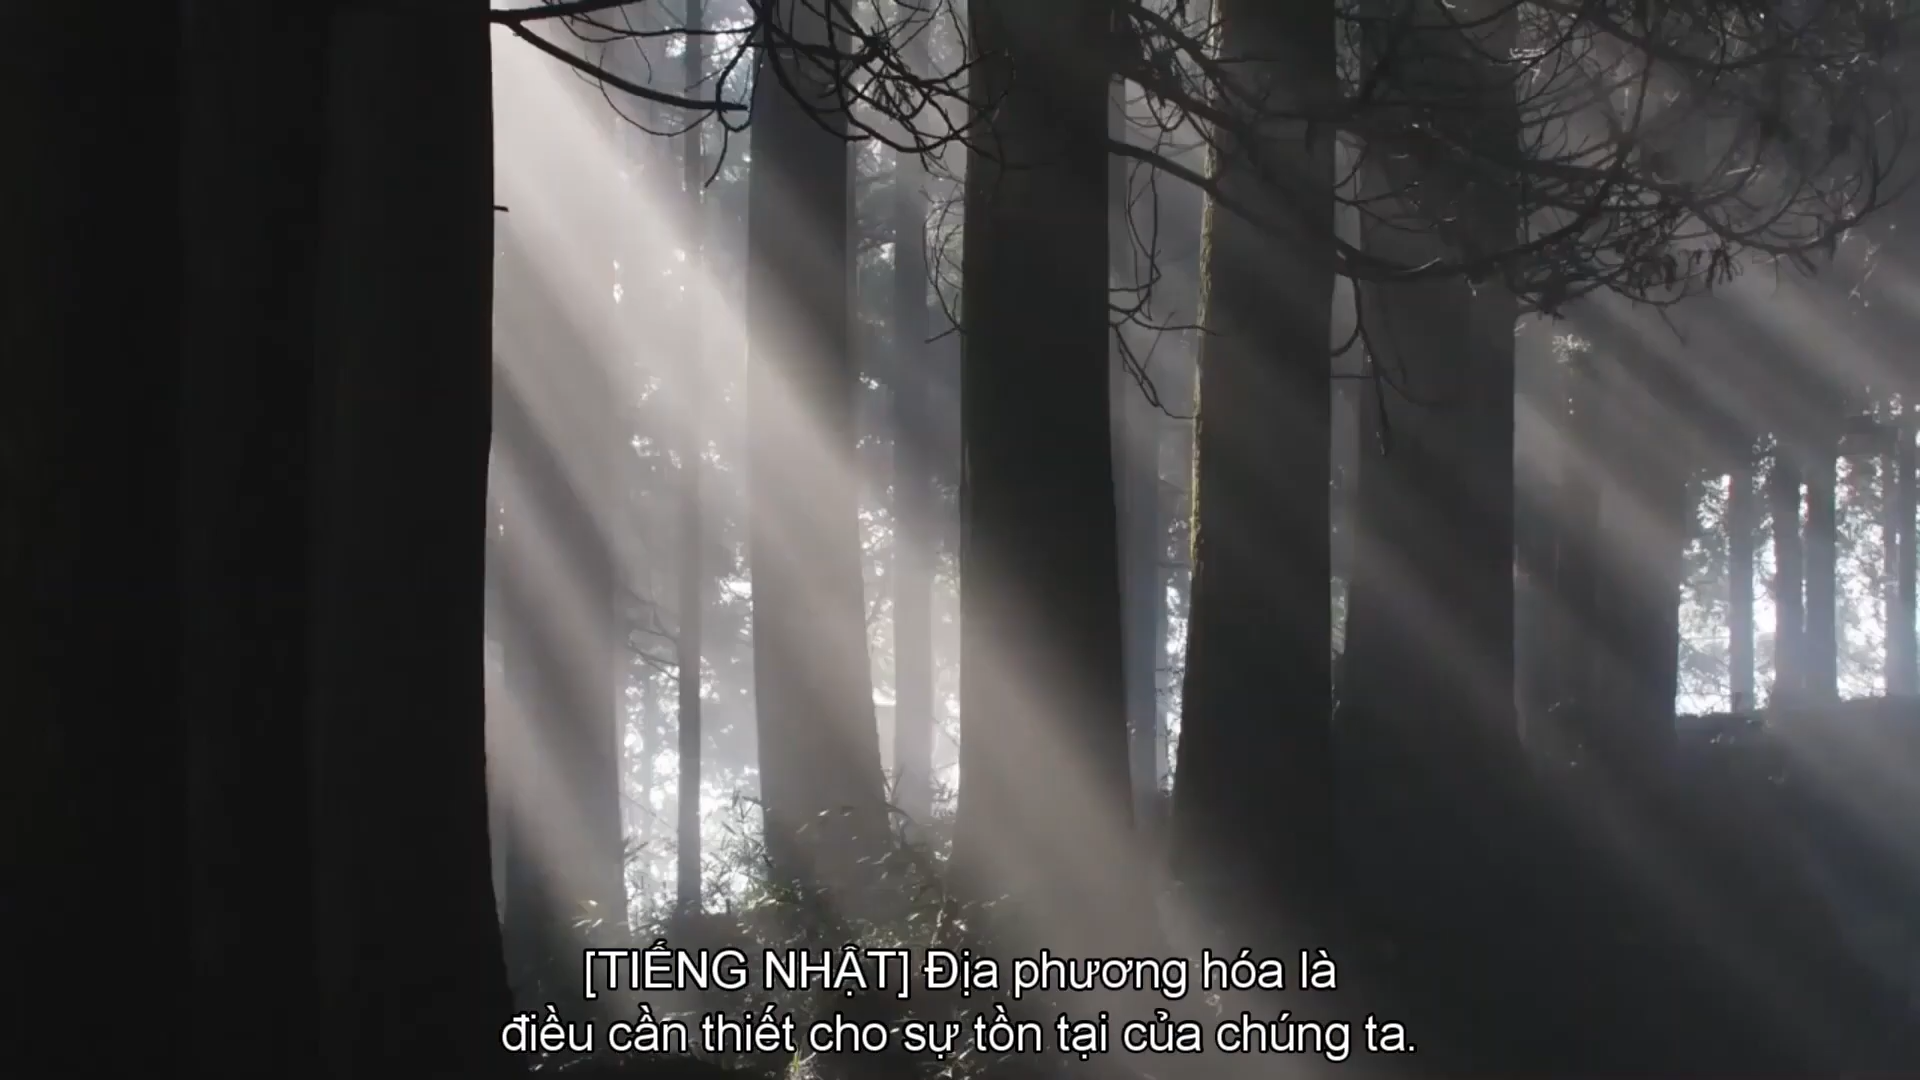 [TIẾNG NHẬT] Địa phương hóa là
điều cần thiết cho sự tồn tại của chúng ta.